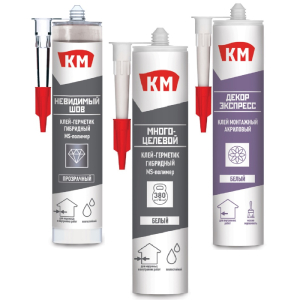 КМ
НЕВИДИМЫЙ
ШОВ
КЛЕЙ-ГЕРМЕТИК
ГИБРИДНЫЙ
MS-полимер
ПРОЗРАЧНЫЙ
КМ
МНОГО-
ЦЕЛЕВОЙ
КЛЕЙ-ГЕРМЕТИК
ГИБРИДНЫЙ
MS-полимер
380
БЕЛЫЙ
КМ
ДЕКОР
ЭКСПРЕСС
КЛЕЙ МОНТАЖНЫЙ
АКРИЛОВЫЙ
БЕЛЫЙ